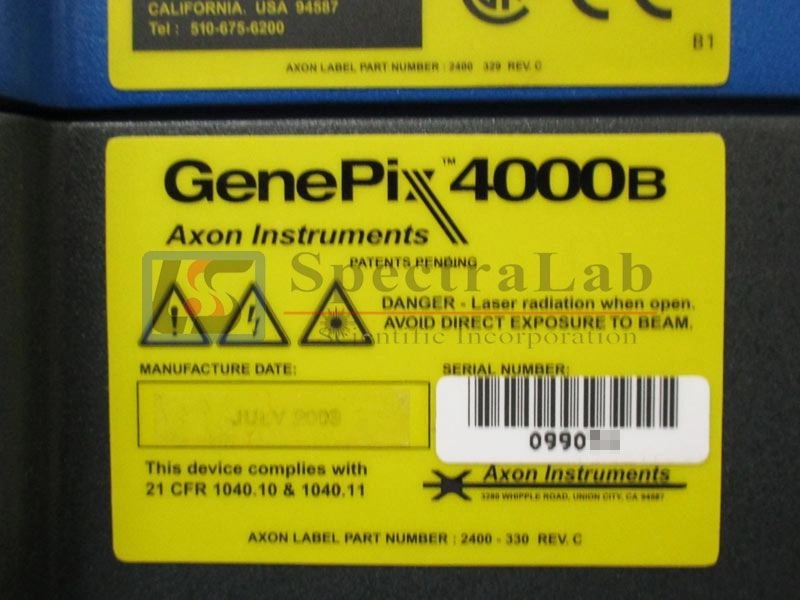 CALIFORNIA. USA 94587
Tel : 510-675-6200
B1
AXON LABEL PART NUMBER : 2400 329 REV. C
GenePix™ 4000B
Axon Instruments
PATENTS PENDING
SpectraLab
Scientific Incorporation
DANGER - Laser radiation when open.
AVOID DIRECT EXPOSURE TO BEAM.
MANUFACTURE DATE:
JULY 2003
SERIAL NUMBER:
0990
This device complies with
21 CFR 1040.10 & 1040.11
Axon Instruments
3280 WHIPPLE ROAD, UNION CITY, CA 94587
AXON LABEL PART NUMBER : 2400 - 330 REV. C